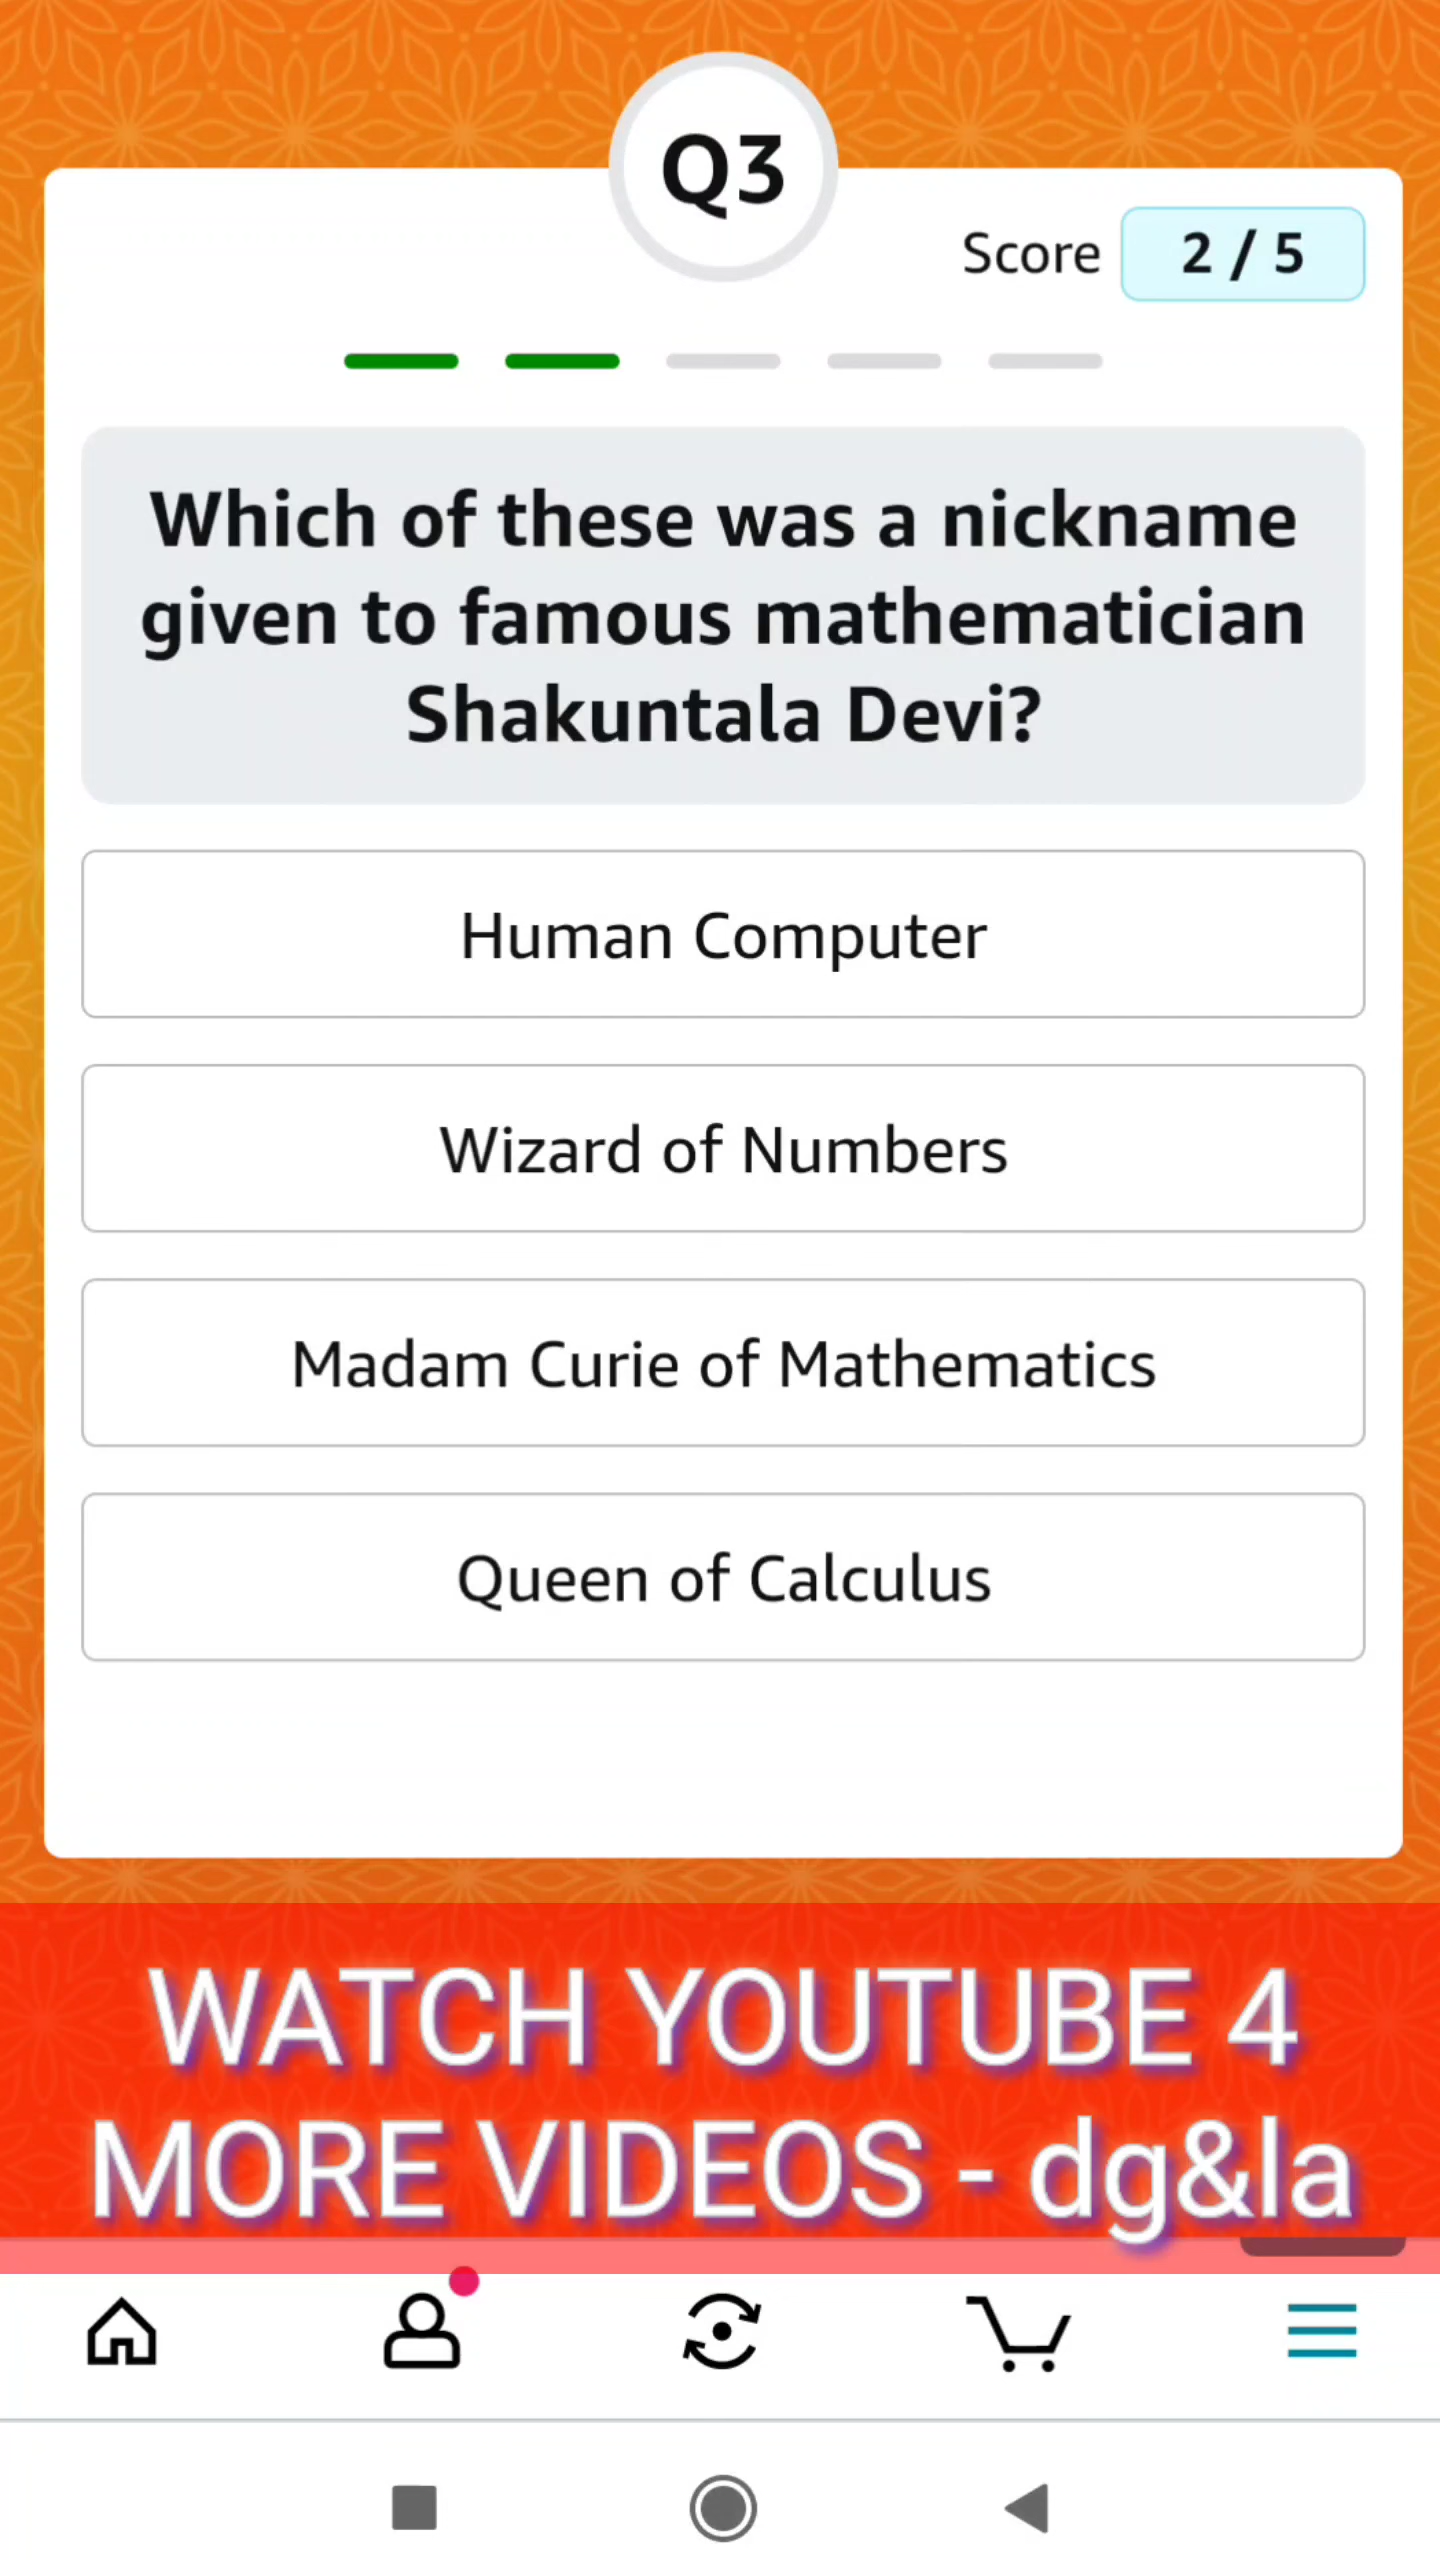 Q3
Score 2 / 5
Which of these was a nickname
given to famous mathematician
Shakuntala Devi?
Human Computer
Wizard of Numbers
Madam Curie of Mathematics
Queen of Calculus
WATCH YOUTUBE 4
MORE VIDEOS - dg&la